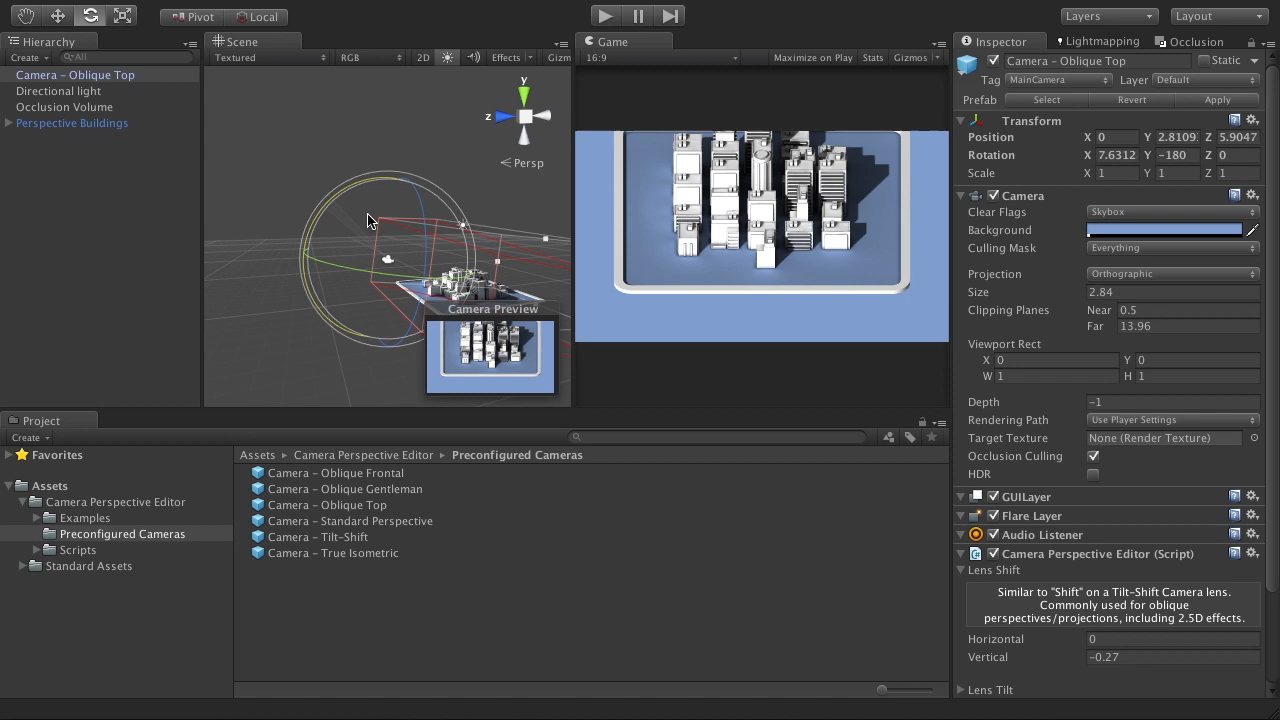 Pivot Local Layers Layout
Hierarchy
Create All
Camera – Oblique Top
Directional light
Occlusion Volume
Perspective Buildings
Scene
Textured RGB 2D Effects Gizm
y
z
Persp
Camera Preview
Game
16:9 Maximize on Play Stats Gizmos
Inspector Lightmapping Occlusion
Camera – Oblique Top Static
Tag MainCamera Layer Default
Prefab Select Revert Apply
Transform
Position X 0 Y 2.8109 Z 5.9047
Rotation X 7.6312 Y –180 Z 0
Scale X 1 Y 1 Z 1
Camera
Clear Flags Skybox
Background
Culling Mask Everything
Projection Orthographic
Size 2.84
Clipping Planes Near 0.5
Far 13.96
Viewport Rect
X 0 Y 0
W 1 H 1
Depth –1
Rendering Path Use Player Settings
Target Texture None (Render Texture)
Occlusion Culling
HDR
GUILayer
Flare Layer
Audio Listener
Camera Perspective Editor (Script)
Lens Shift
Similar to "Shift" on a Tilt-Shift Camera lens.
Commonly used for oblique
perspectives/projections, including 2.5D effects.
Horizontal 0
Vertical –0.27
Lens Tilt
Project
Create
Favorites
Assets
Camera Perspective Editor
Examples
Preconfigured Cameras
Scripts
Standard Assets
Assets Camera Perspective Editor Preconfigured Cameras
Camera – Oblique Frontal
Camera – Oblique Gentleman
Camera – Oblique Top
Camera – Standard Perspective
Camera – Tilt-Shift
Camera – True Isometric